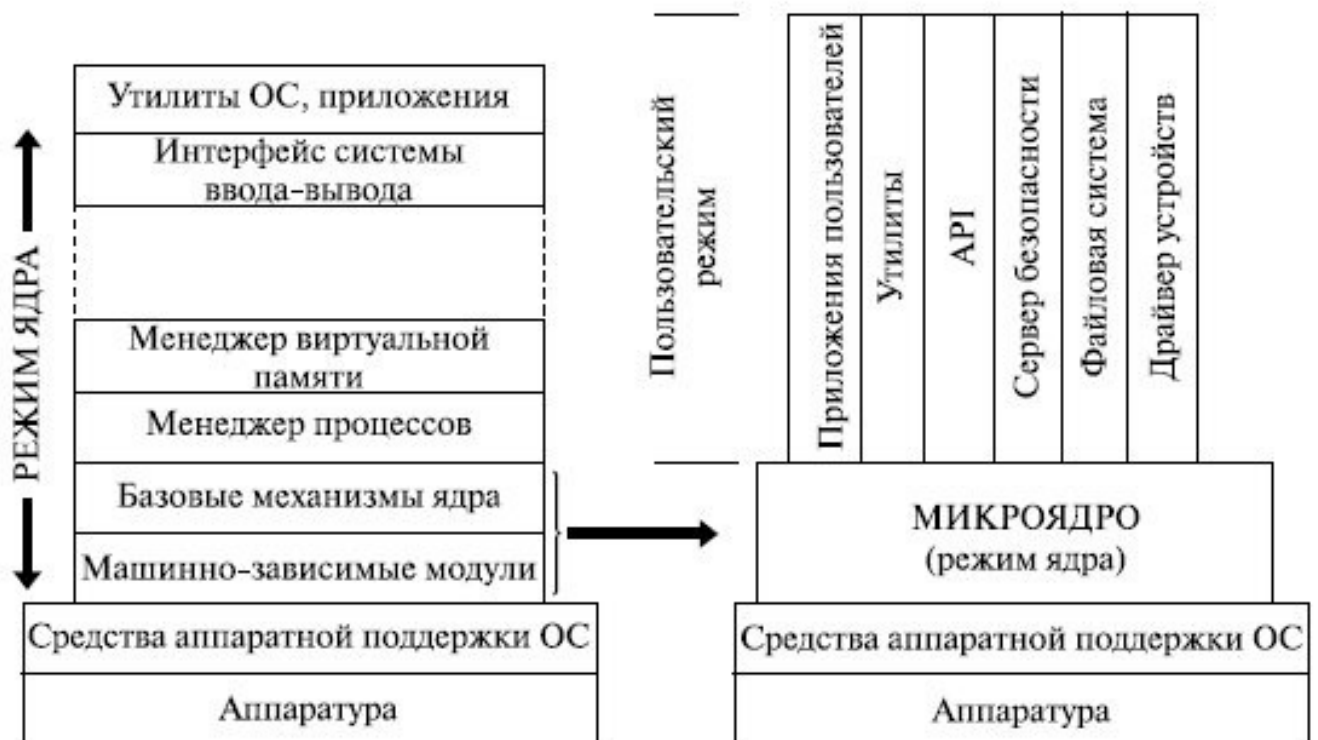 Утилиты ОС, приложения
Интерфейс системы
ввода-вывода
РЕЖИМ ЯДРА
Менеджер виртуальной
памяти
Менеджер процессов
Базовые механизмы ядра
Машинно-зависимые модули
Средства аппаратной поддержки ОС
Аппаратура
Пользовательский
режим
Приложения пользователей
Утилиты
API
Сервер безопасности
Файловая система
Драйвер устройств
МИКРОЯДРО
(режим ядра)
Средства аппаратной поддержки ОС
Аппаратура